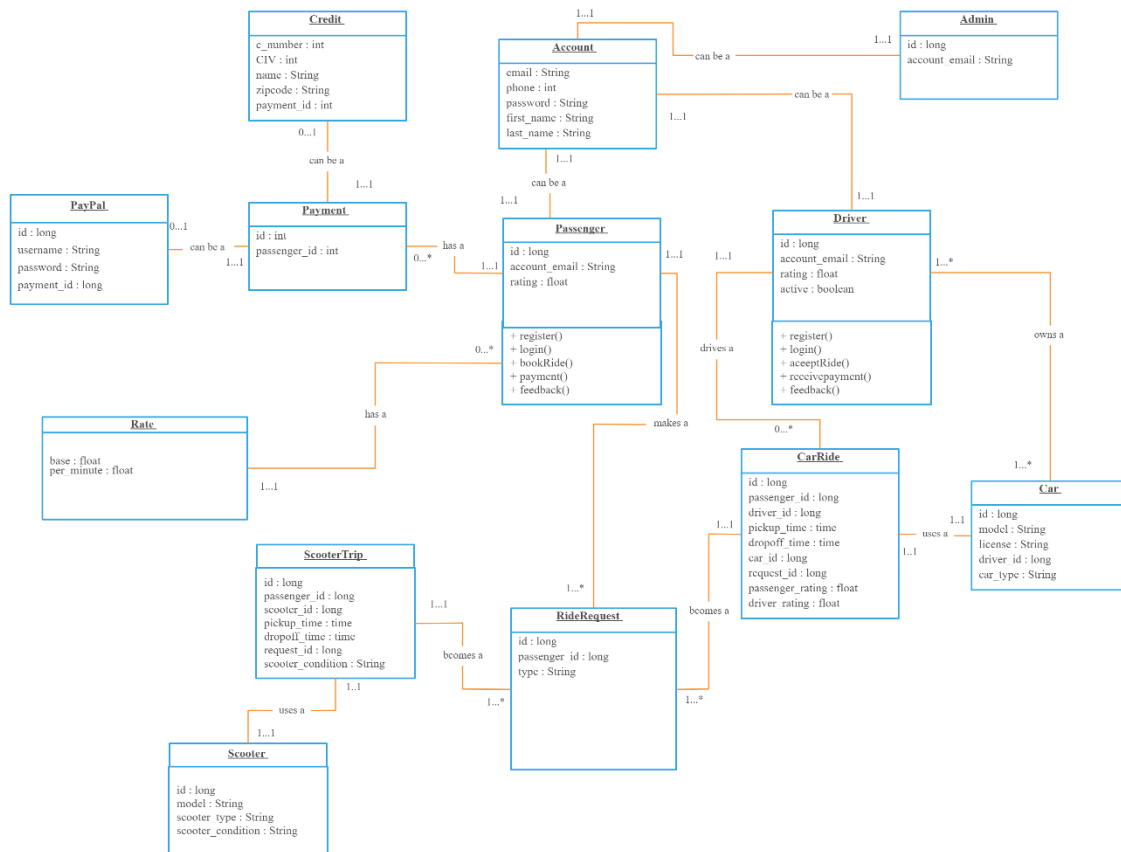 Credit
c_number : int
CIV : int
name : String
zipcode : String
payment_id : int
0...1
can be a
1...1
1...1
Account
email : String
phone : int
password : String
first_name : String
last_name : String
can be a
1...1
Admin
id : long
account_email : String
1...1
can be a
1...1
1...1
can be a
1...1
PayPal
id : long
username : String
password : String
payment_id : long
0...1
can be a
1...1
Payment
id : int
passenger_id : int
has a
0...*
1...1
Passenger
id : long
account_email : String
rating : float
+ register()
+ login()
+ bookRide()
+ payment()
+ feedback()
1...1
makes a
1...*
1...1
Driver
id : long
account_email : String
rating : float
active : boolean
+ register()
+ login()
+ aceeptRide()
+ receivepayment()
+ feedback()
drives a
0...*
1...*
owns a
1...*
0...*
has a
1...1
Rate
base : float
per_minute : float
CarRide
id : long
passenger_id : long
driver_id : long
pickup_time : time
dropoff_time : time
car_id : long
request_id : long
passenger_rating : float
driver_rating : float
1..1
uses a
1..1
Car
id : long
model : String
license : String
driver_id : long
car_type : String
1...1
bcomes a
1...*
ScooterTrip
id : long
passenger_id : long
scooter_id : long
pickup_time : time
dropoff_time : time
request_id : long
scooter_condition : String
1...1
bcomes a
1...*
RideRequest
id : long
passenger_id : long
type : String
1..1
uses a
1...1
Scooter
id : long
model : String
scooter_type : String
scooter_condition : String